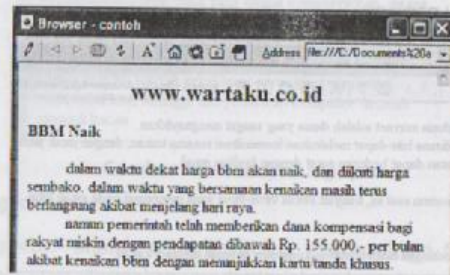 Browser - contoh
Address file:///C:/Documents%20a
www.wartaku.co.id
BBM Naik
dalam waktu dekat harga bbm akan naik, dan diikuti harga
sembako. dalam waktu yang bersamaan kenaikan masih terus
berlangsung akibat menjelang hari raya.
namun pemerintah telah memberikan dana kompensasi bagi
rakyat miskin dengan pendapatan dibawah Rp. 155.000,- per bulan
akibat kenaikan bbm dengan menunjukkan kartu tanda khusus.